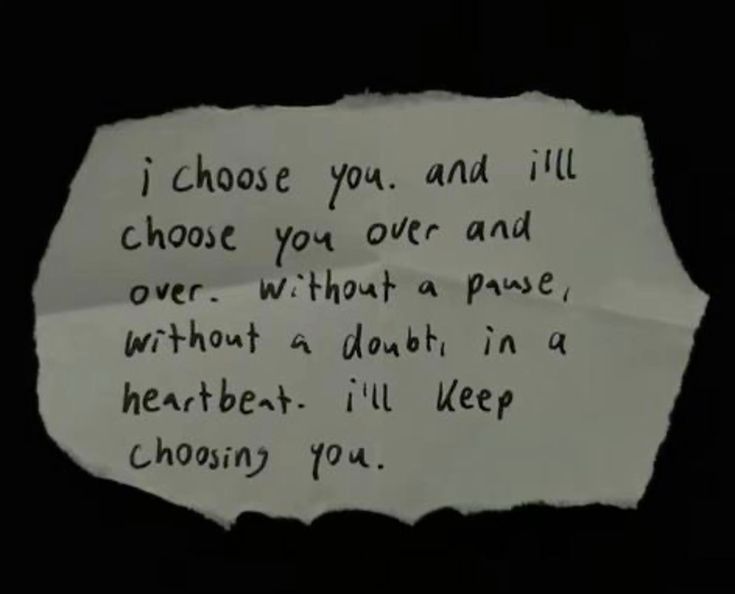 i choose you. and i'll
choose you over and
over. without a pause,
without a doubt, in a
heartbeat. i'll keep
choosing you.